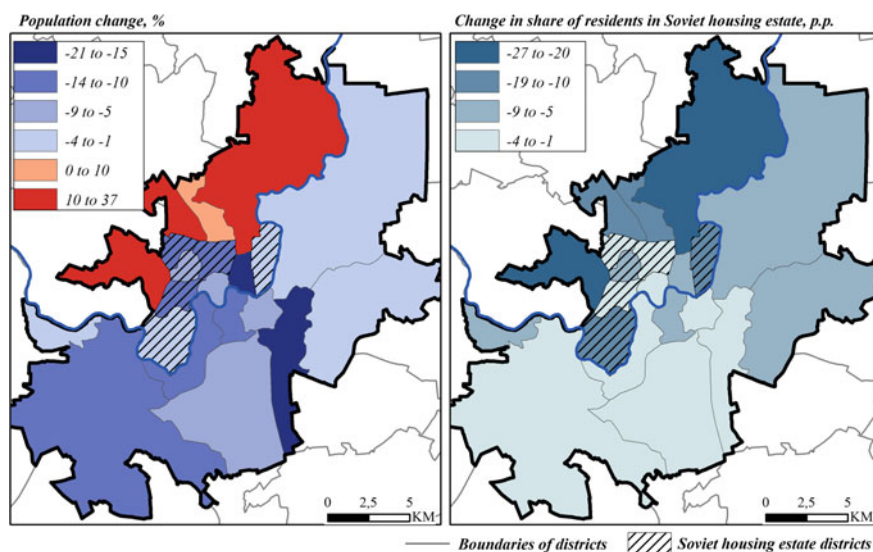 Population change, %
-21 to -15
-14 to -10
-9 to -5
-4 to -1
0 to 10
10 to 37
0 2,5 5
KM
Change in share of residents in Soviet housing estate, p.p.
-27 to -20
-19 to -10
-9 to -5
-4 to -1
0 2,5 5
KM
Boundaries of districts Soviet housing estate districts